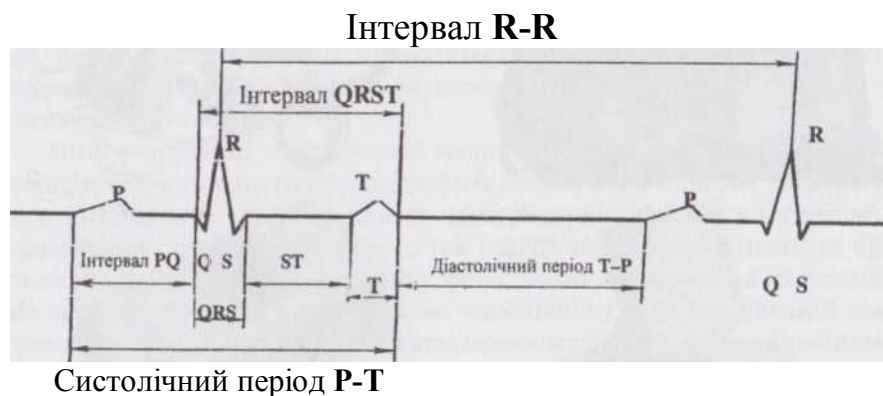 Інтервал R-R
Інтервал QRST
R
R
P
T
P
Інтервал PQ
Q S
ST
T
Діастолічний період T–P
Q S
QRS
Систолічний період P-T